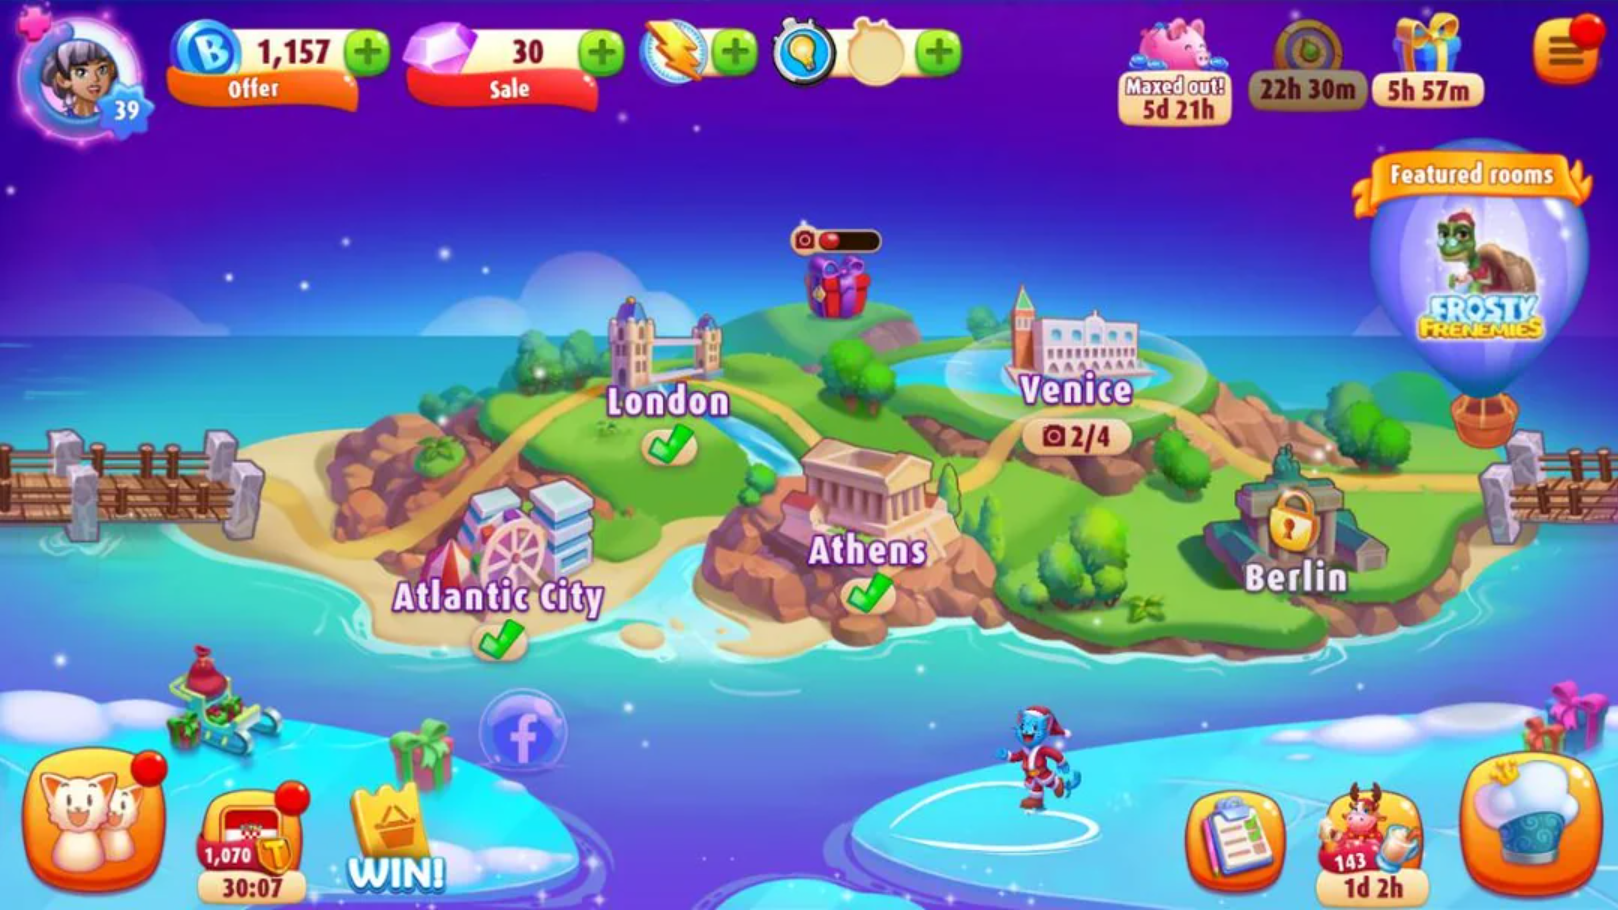 B 1,157
Offer
30
Sale
39
Maxed out!
5d 21h
22h 30m
5h 57m
Featured rooms
FROSTY
FRENEMIES
London
Venice
2/4
Athens
Berlin
Atlantic City
f
1,070
T
30:07
WIN!
143
1d 2h